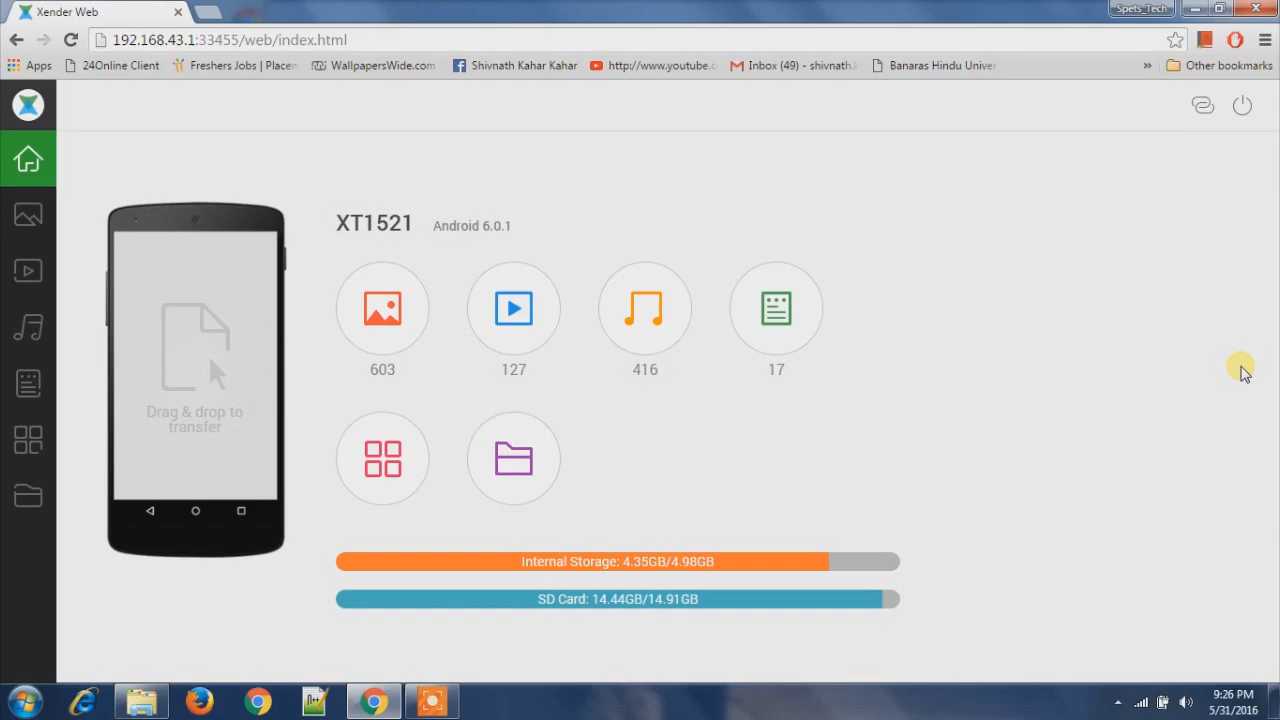 Xender Web
Spets_Tech
192.168.43.1:33455/web/index.html
Apps
24Online Client
Freshers Jobs | Placem
WallpapersWide.com
Shivnath Kahar Kahar
http://www.youtube.c
Inbox (49) - shivnath.k
Banaras Hindu Univer
»
Other bookmarks
XT1521 Android 6.0.1
603 127 416 17
Drag & drop to
transfer
Internal Storage: 4.35GB/4.98GB
SD Card: 14.44GB/14.91GB
9:26 PM
5/31/2016